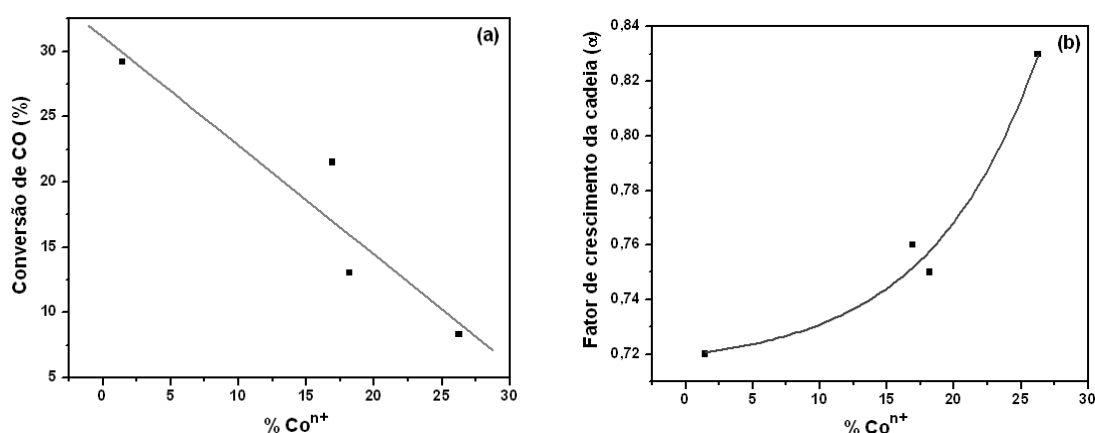 (a)
Conversão de CO (%)
30
25
20
15
10
5
0 5 10 15 20 25 30
% Coⁿ⁺
(b)
Fator de crescimento da cadeia (α)
0,84
0,82
0,80
0,78
0,76
0,74
0,72
0 5 10 15 20 25 30
% Coⁿ⁺